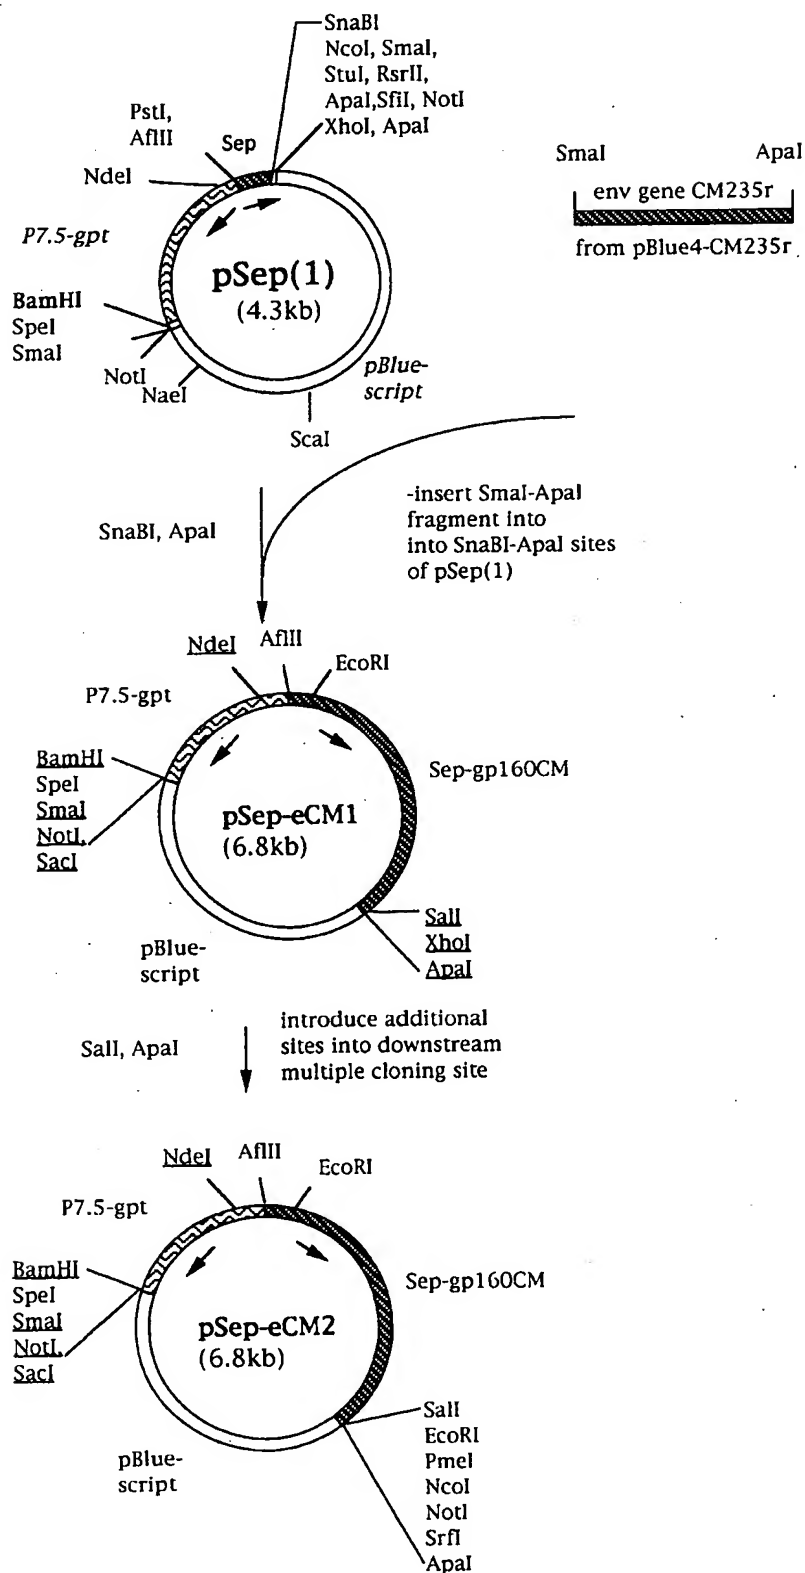 SnaBI
NcoI, SmaI,
StuI, RsrII,
ApaI,SfiI, NotI
XhoI, ApaI
PstI,
AflII
Sep
NdeI
P7.5-gpt
pSep(1)
(4.3kb)
BamHI
SpeI
SmaI
NotI
NaeI
pBlue-
script
ScaI
SmaI
ApaI
env gene CM235r
from pBlue4-CM235r
SnaBI, ApaI
-insert SmaI-ApaI
fragment into
into SnaBI-ApaI sites
of pSep(1)
NdeI
AflII
EcoRI
P7.5-gpt
BamHI
SpeI
SmaI
NotI,
SacI
pSep-eCM1
(6.8kb)
Sep-gp160CM
SalI
XhoI
ApaI
pBlue-
script
SalI, ApaI
introduce additional
sites into downstream
multiple cloning site
NdeI
AflII
EcoRI
P7.5-gpt
BamHI
SpeI
SmaI
NotI,
SacI
pSep-eCM2
(6.8kb)
Sep-gp160CM
pBlue-
script
SalI
EcoRI
PmeI
NcoI
NotI
SrfI
ApaI